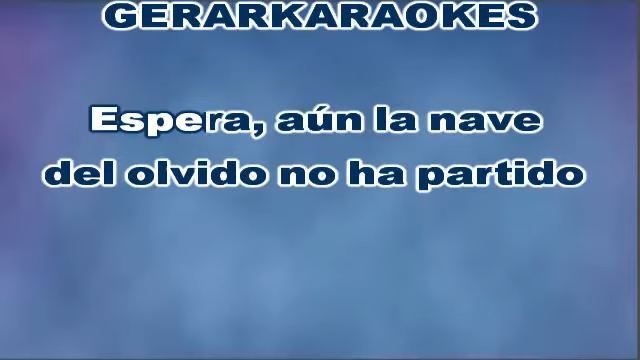 GERARKARAOKES
Espera, aún la nave
del olvido no ha partido